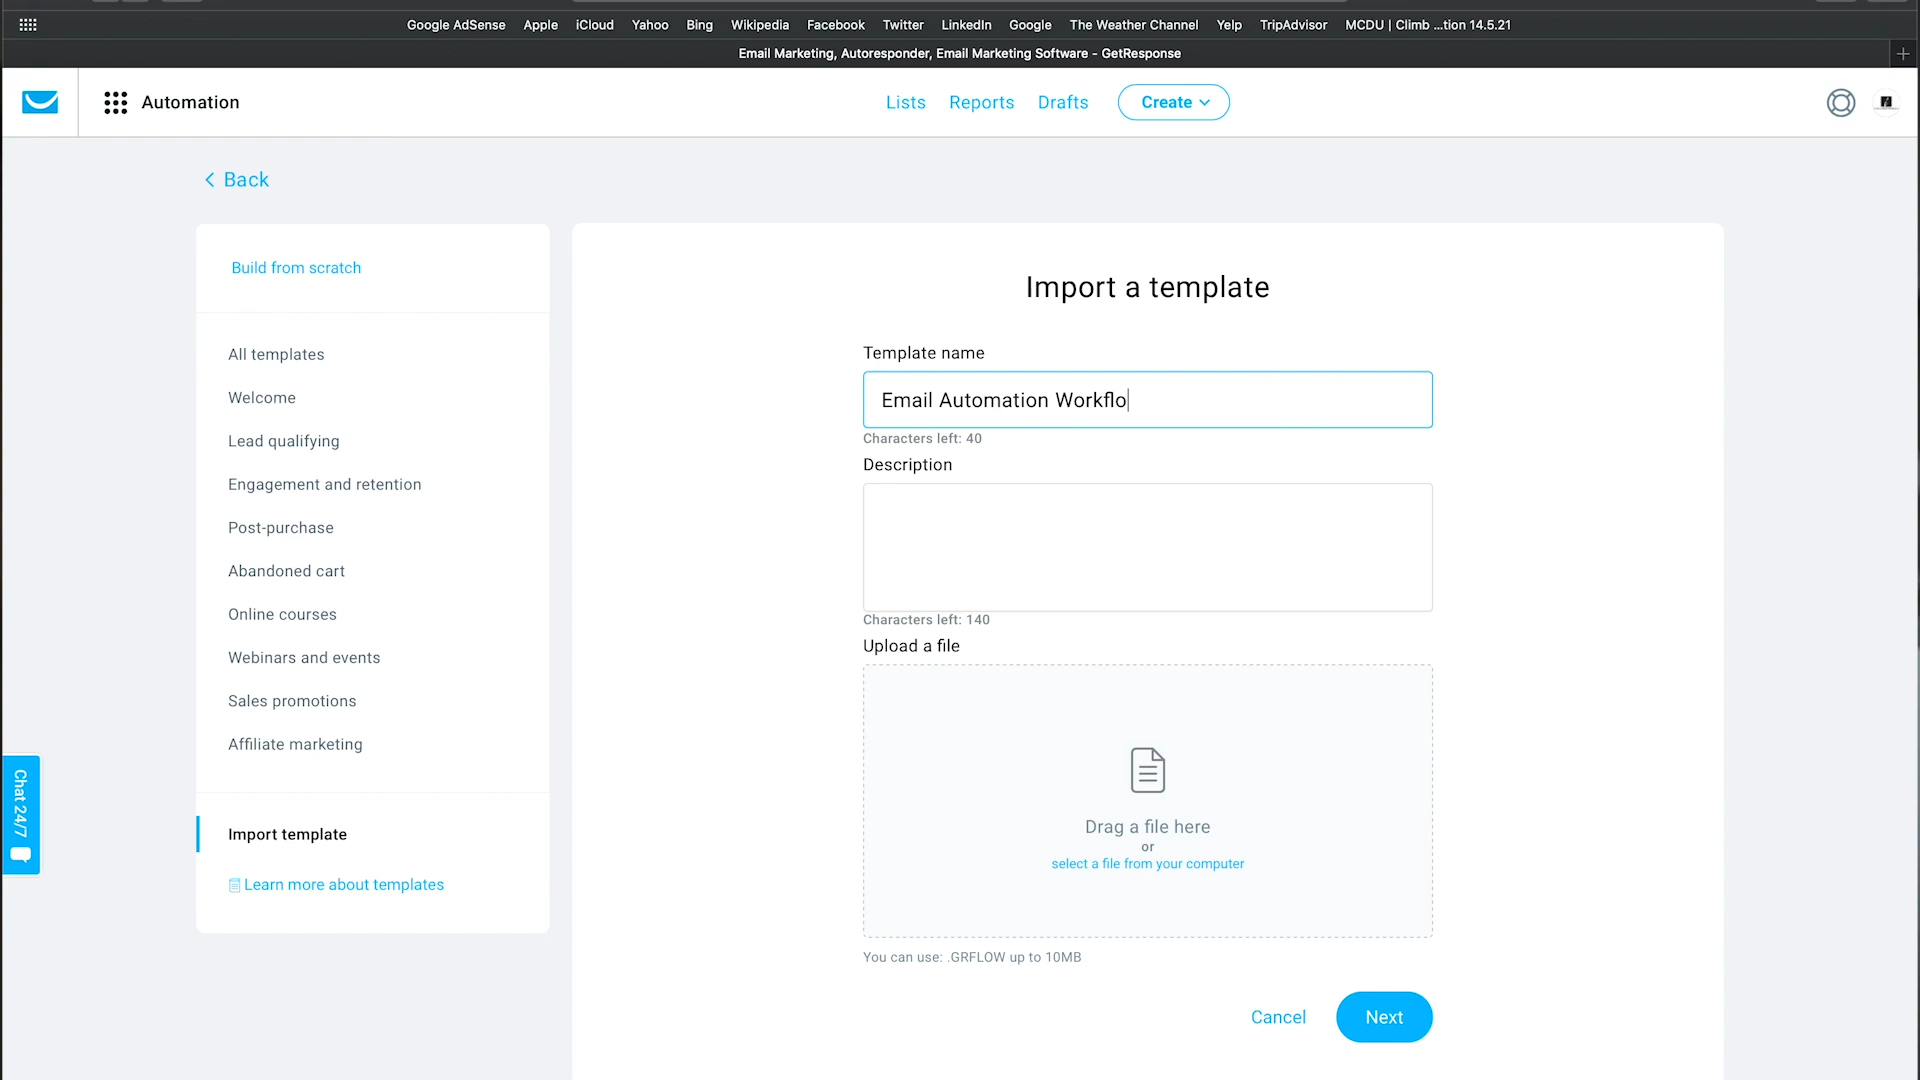 Google AdSense Apple iCloud Yahoo Bing Wikipedia Facebook Twitter LinkedIn Google The Weather Channel Yelp TripAdvisor MCDU | Climb ...tion 14.5.21
Email Marketing, Autoresponder, Email Marketing Software - GetResponse
Automation
Lists
Reports
Drafts
Create
Back
Build from scratch
All templates
Welcome
Lead qualifying
Engagement and retention
Post-purchase
Abandoned cart
Online courses
Webinars and events
Sales promotions
Affiliate marketing
Import template
Learn more about templates
Chat 24/7
Import a template
Template name
Email Automation Workflo
Characters left: 40
Description
Characters left: 140
Upload a file
Drag a file here
or
select a file from your computer
You can use: .GRFLOW up to 10MB
Cancel
Next